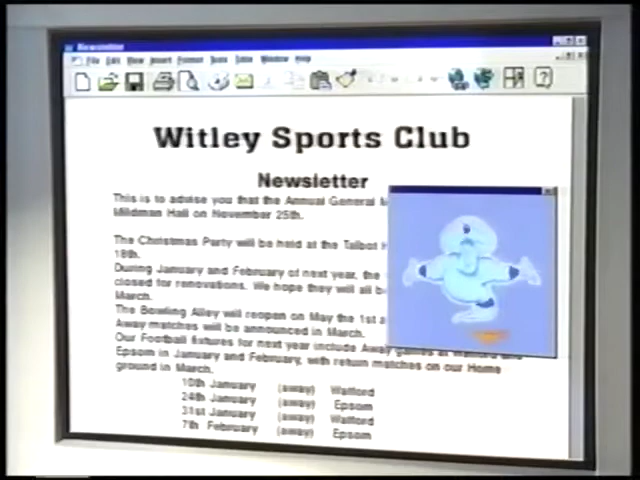 Newsletter
File Edit View Insert Format Tools Table Window Help
Witley Sports Club
Newsletter
This is to advise you that the Annual General
Mildman Hall on November 25th.
The Christmas Party will be held at the Talbot
18th.
During January and February of next year, the
closed for renovations. We hope they will all
March.
The Bowling Alley will reopen on May the 1st
Away matches will be announced in March.
Our Football fixtures for next year include Away games at Watford and
Epsom in January and February, with return matches on our Home
ground in March.
10th January (away) Watford
24th January (away) Epsom
31st January (away) Watford
7th February (away) Epsom